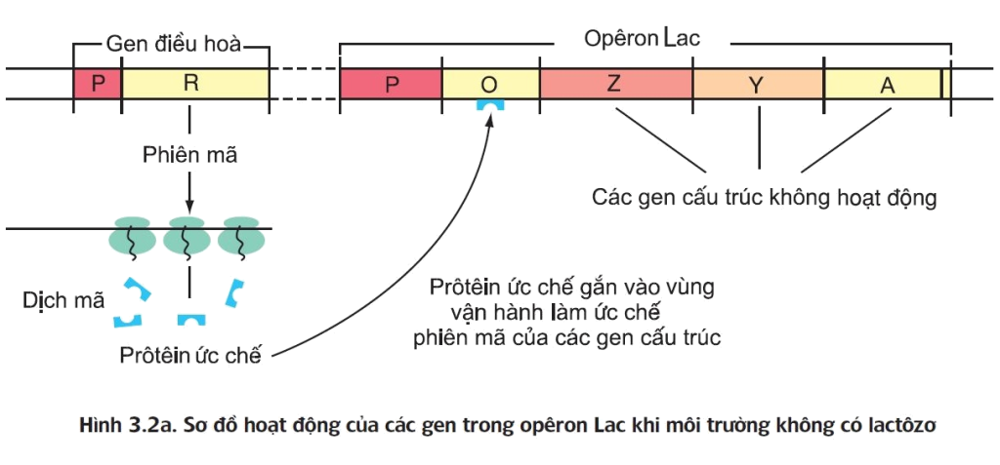 Gen điều hoà
Opêron Lac
P
R
P
O
Z
Y
A
Phiên mã
Các gen cấu trúc không hoạt động
Dịch mã
Prôtêin ức chế
Prôtêin ức chế gắn vào vùng
vận hành làm ức chế
phiên mã của các gen cấu trúc
Hình 3.2a. Sơ đồ hoạt động của các gen trong opêron Lac khi môi trường không có lactôzơ